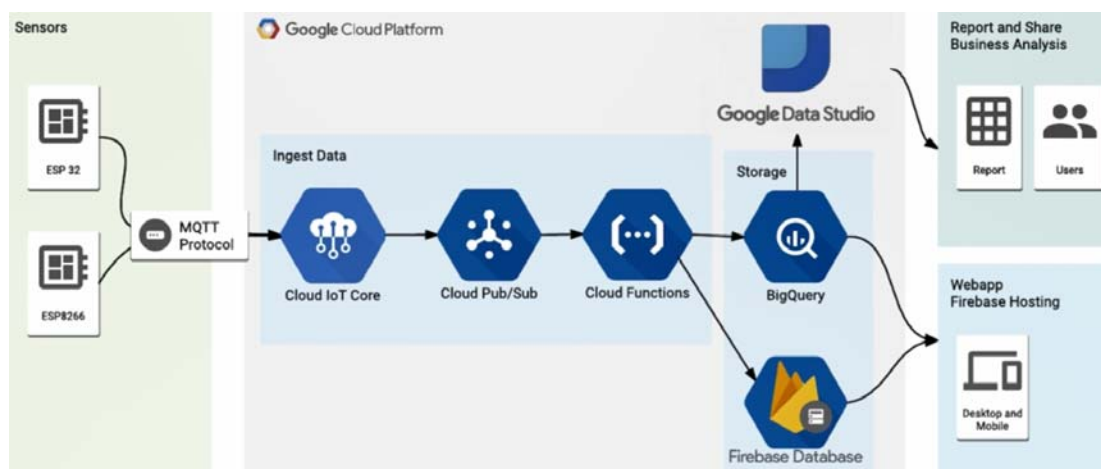 Sensors
ESP 32
ESP8266
MQTT
Protocol
Google Cloud Platform
Ingest Data
Cloud IoT Core
Cloud Pub/Sub
Cloud Functions
Google Data Studio
Storage
BigQuery
Firebase Database
Report and Share
Business Analysis
Report
Users
Webapp
Firebase Hosting
Desktop and
Mobile